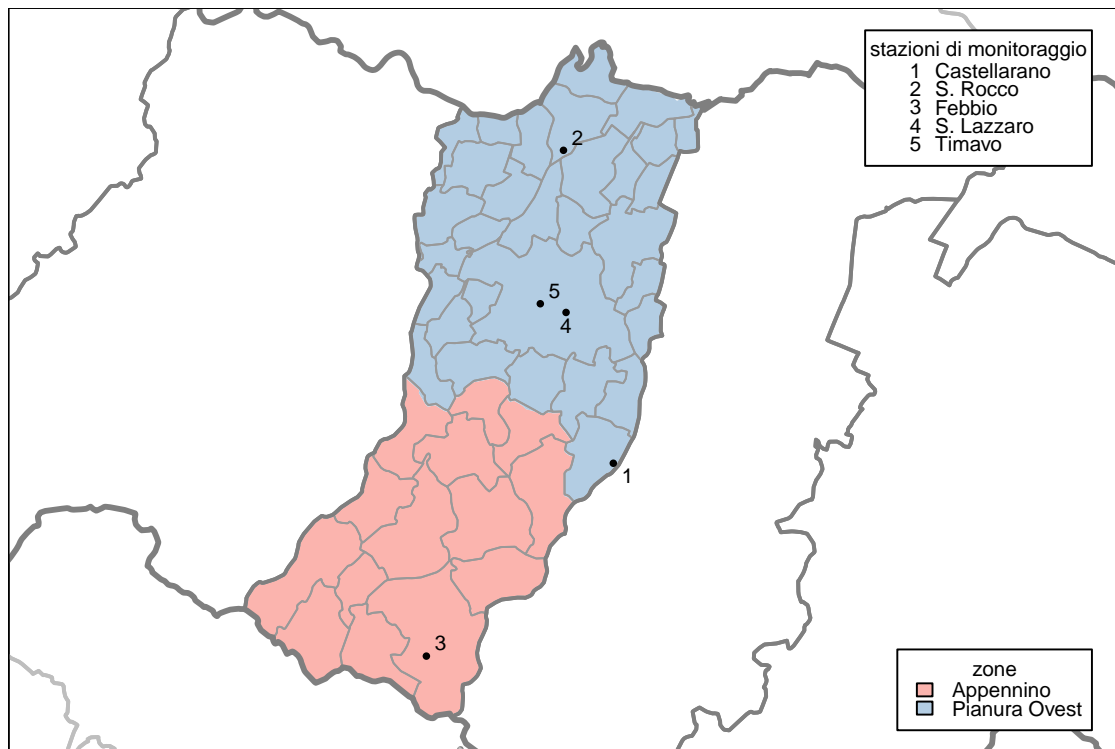 stazioni di monitoraggio
1 Castellarano
2 S. Rocco
3 Febbio
4 S. Lazzaro
5 Timavo
2
5
4
1
3
zone
Appennino
Pianura Ovest